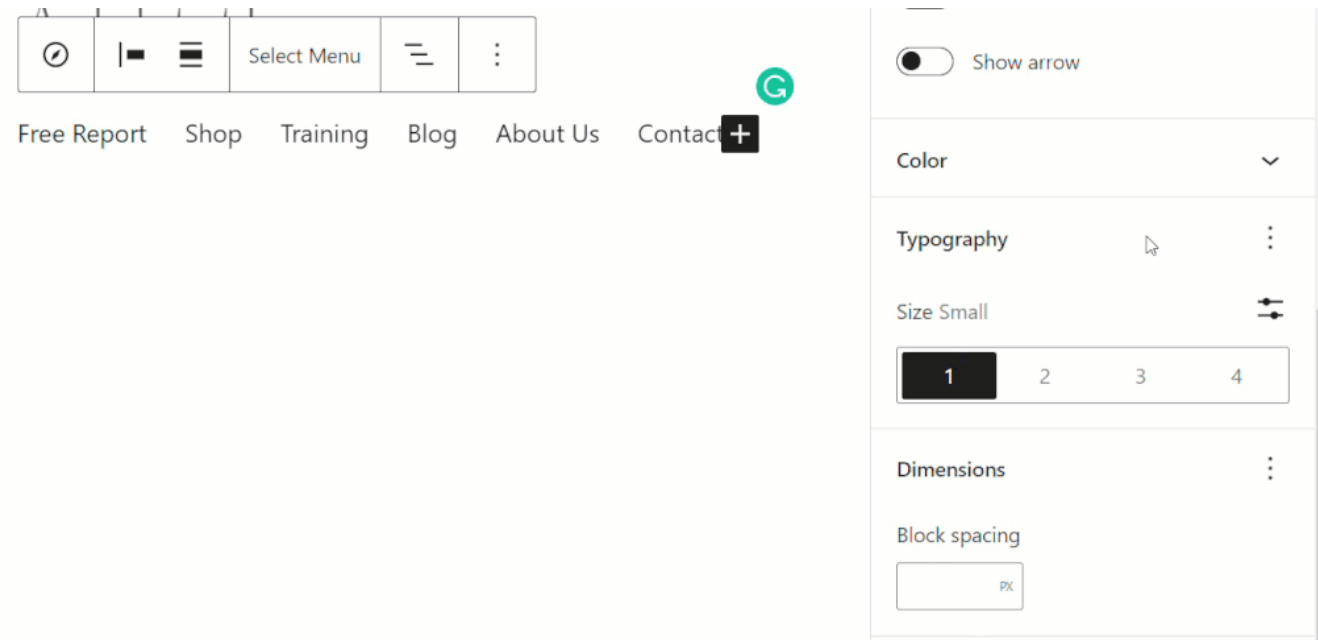 Select Menu
Free Report Shop Training Blog About Us Contact
Show arrow
Color
Typography
Size Small
1 2 3 4
Dimensions
Block spacing
PX